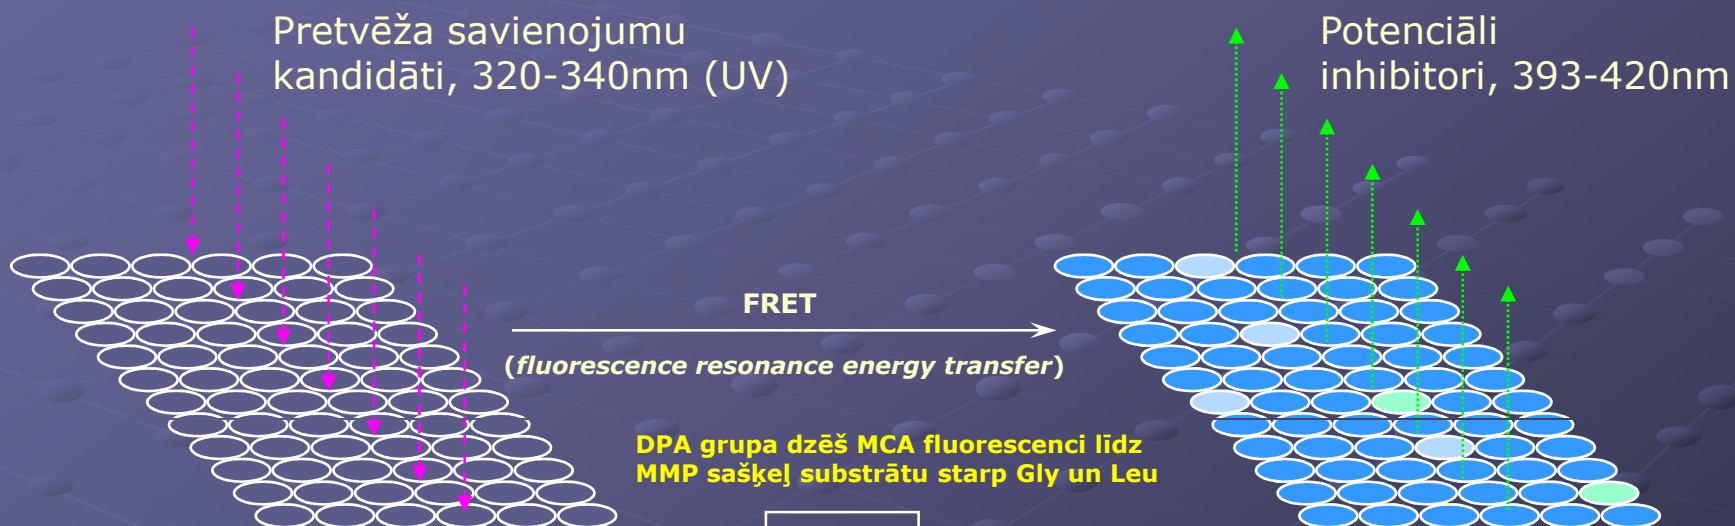 Pretvēža savienojumu
kandidāti, 320-340nm (UV)
Potenciāli
inhibitori, 393-420nm
FRET
(fluorescence resonance energy transfer)
DPA grupa dzēš MCA fluorescenci līdz
MMP sašķeļ substrātu starp Gly un Leu